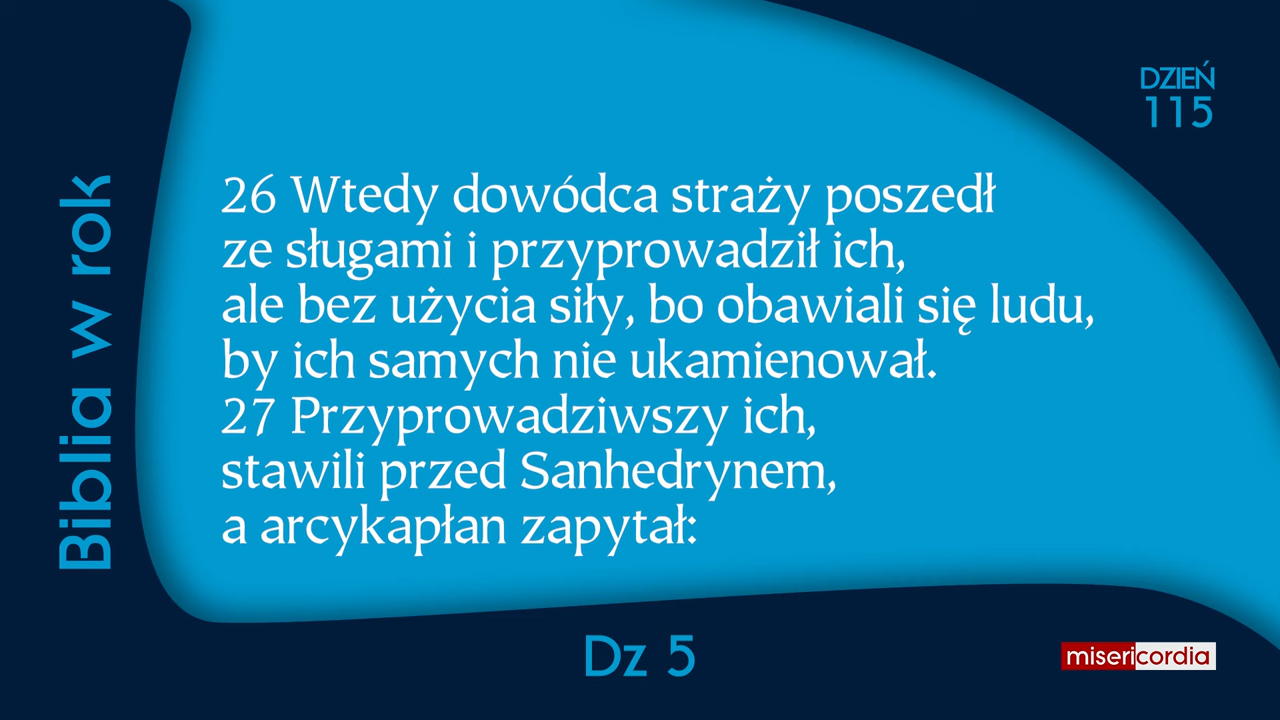 DZIEŃ
115
Biblia w rok
26 Wtedy dowódca straży poszedł
ze sługami i przyprowadził ich,
ale bez użycia siły, bo obawiali się ludu,
by ich samych nie ukamienował.
27 Przyprowadziwszy ich,
stawili przed Sanhedrynem,
a arcykapłan zapytał:
Dz 5
misericordia